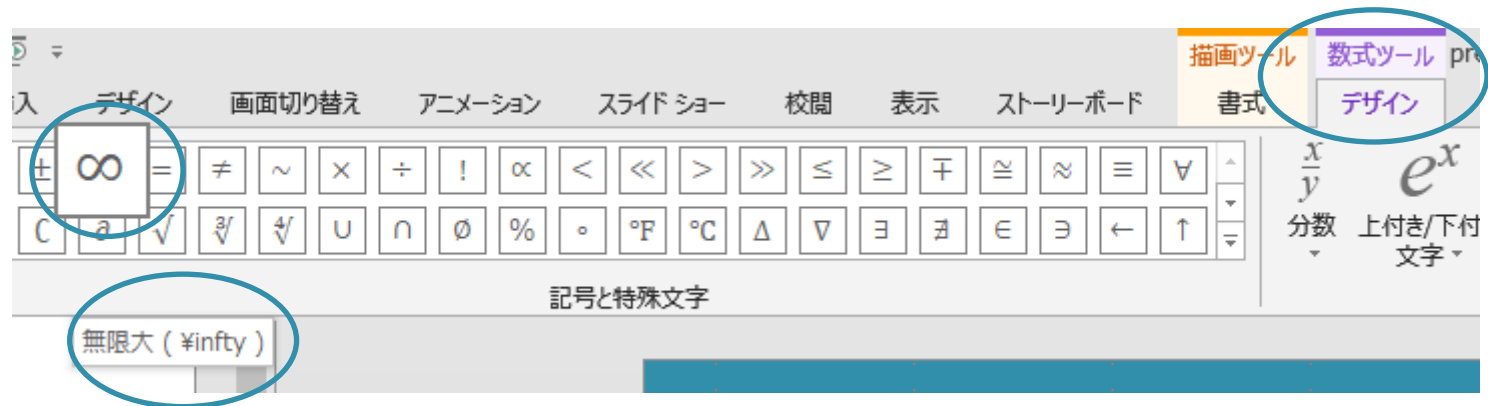 描画ツール 数式ツール pre
入 デザイン 画面切り替え アニメーション スライド ショー 校閲 表示 ストーリーボード 書式 デザイン
± ∞ = ≠ ~ × ÷ ! ∝ < ≪ > ≫ ≤ ≥ ∓ ≅ ≈ ≡ ∀ x/y eˣ
∁ ∂ √ ∛ ∜ ∪ ∩ ∅ % ° °F °C ∆ ∇ ∃ ∄ ∈ ∋ ← ↑ 分数 上付き/下付
文字
記号と特殊文字
無限大 ( ¥infty )